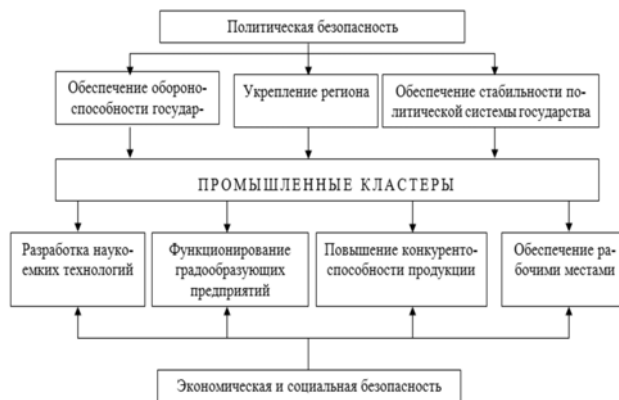 Политическая безопасность
Обеспечение обороно-
способности государ-
Укрепление региона
Обеспечение стабильности по-
литической системы государства
ПРОМЫШЛЕННЫЕ КЛАСТЕРЫ
Разработка науко-
емких технологий
Функционирование
градообразующих
предприятий
Повышение конкуренто-
способности продукции
Обеспечение ра-
бочими местами
Экономическая и социальная безопасность